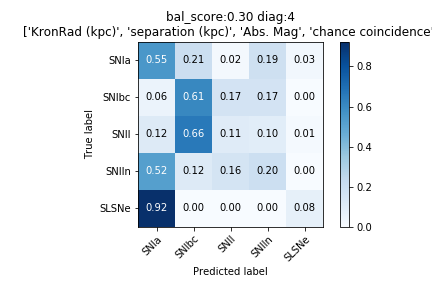 bal_score:0.30 diag:4
['KronRad (kpc)', 'separation (kpc)', 'Abs. Mag', 'chance coincidence'
True label
SNIa 0.55 0.21 0.02 0.19 0.03
SNIbc 0.06 0.61 0.17 0.17 0.00
SNII 0.12 0.66 0.11 0.10 0.01
SNIIn 0.52 0.12 0.16 0.20 0.00
SLSNe 0.92 0.00 0.00 0.00 0.08
SNIa SNIbc SNII SNIIn SLSNe
Predicted label
0.8
0.6
0.4
0.2
0.0